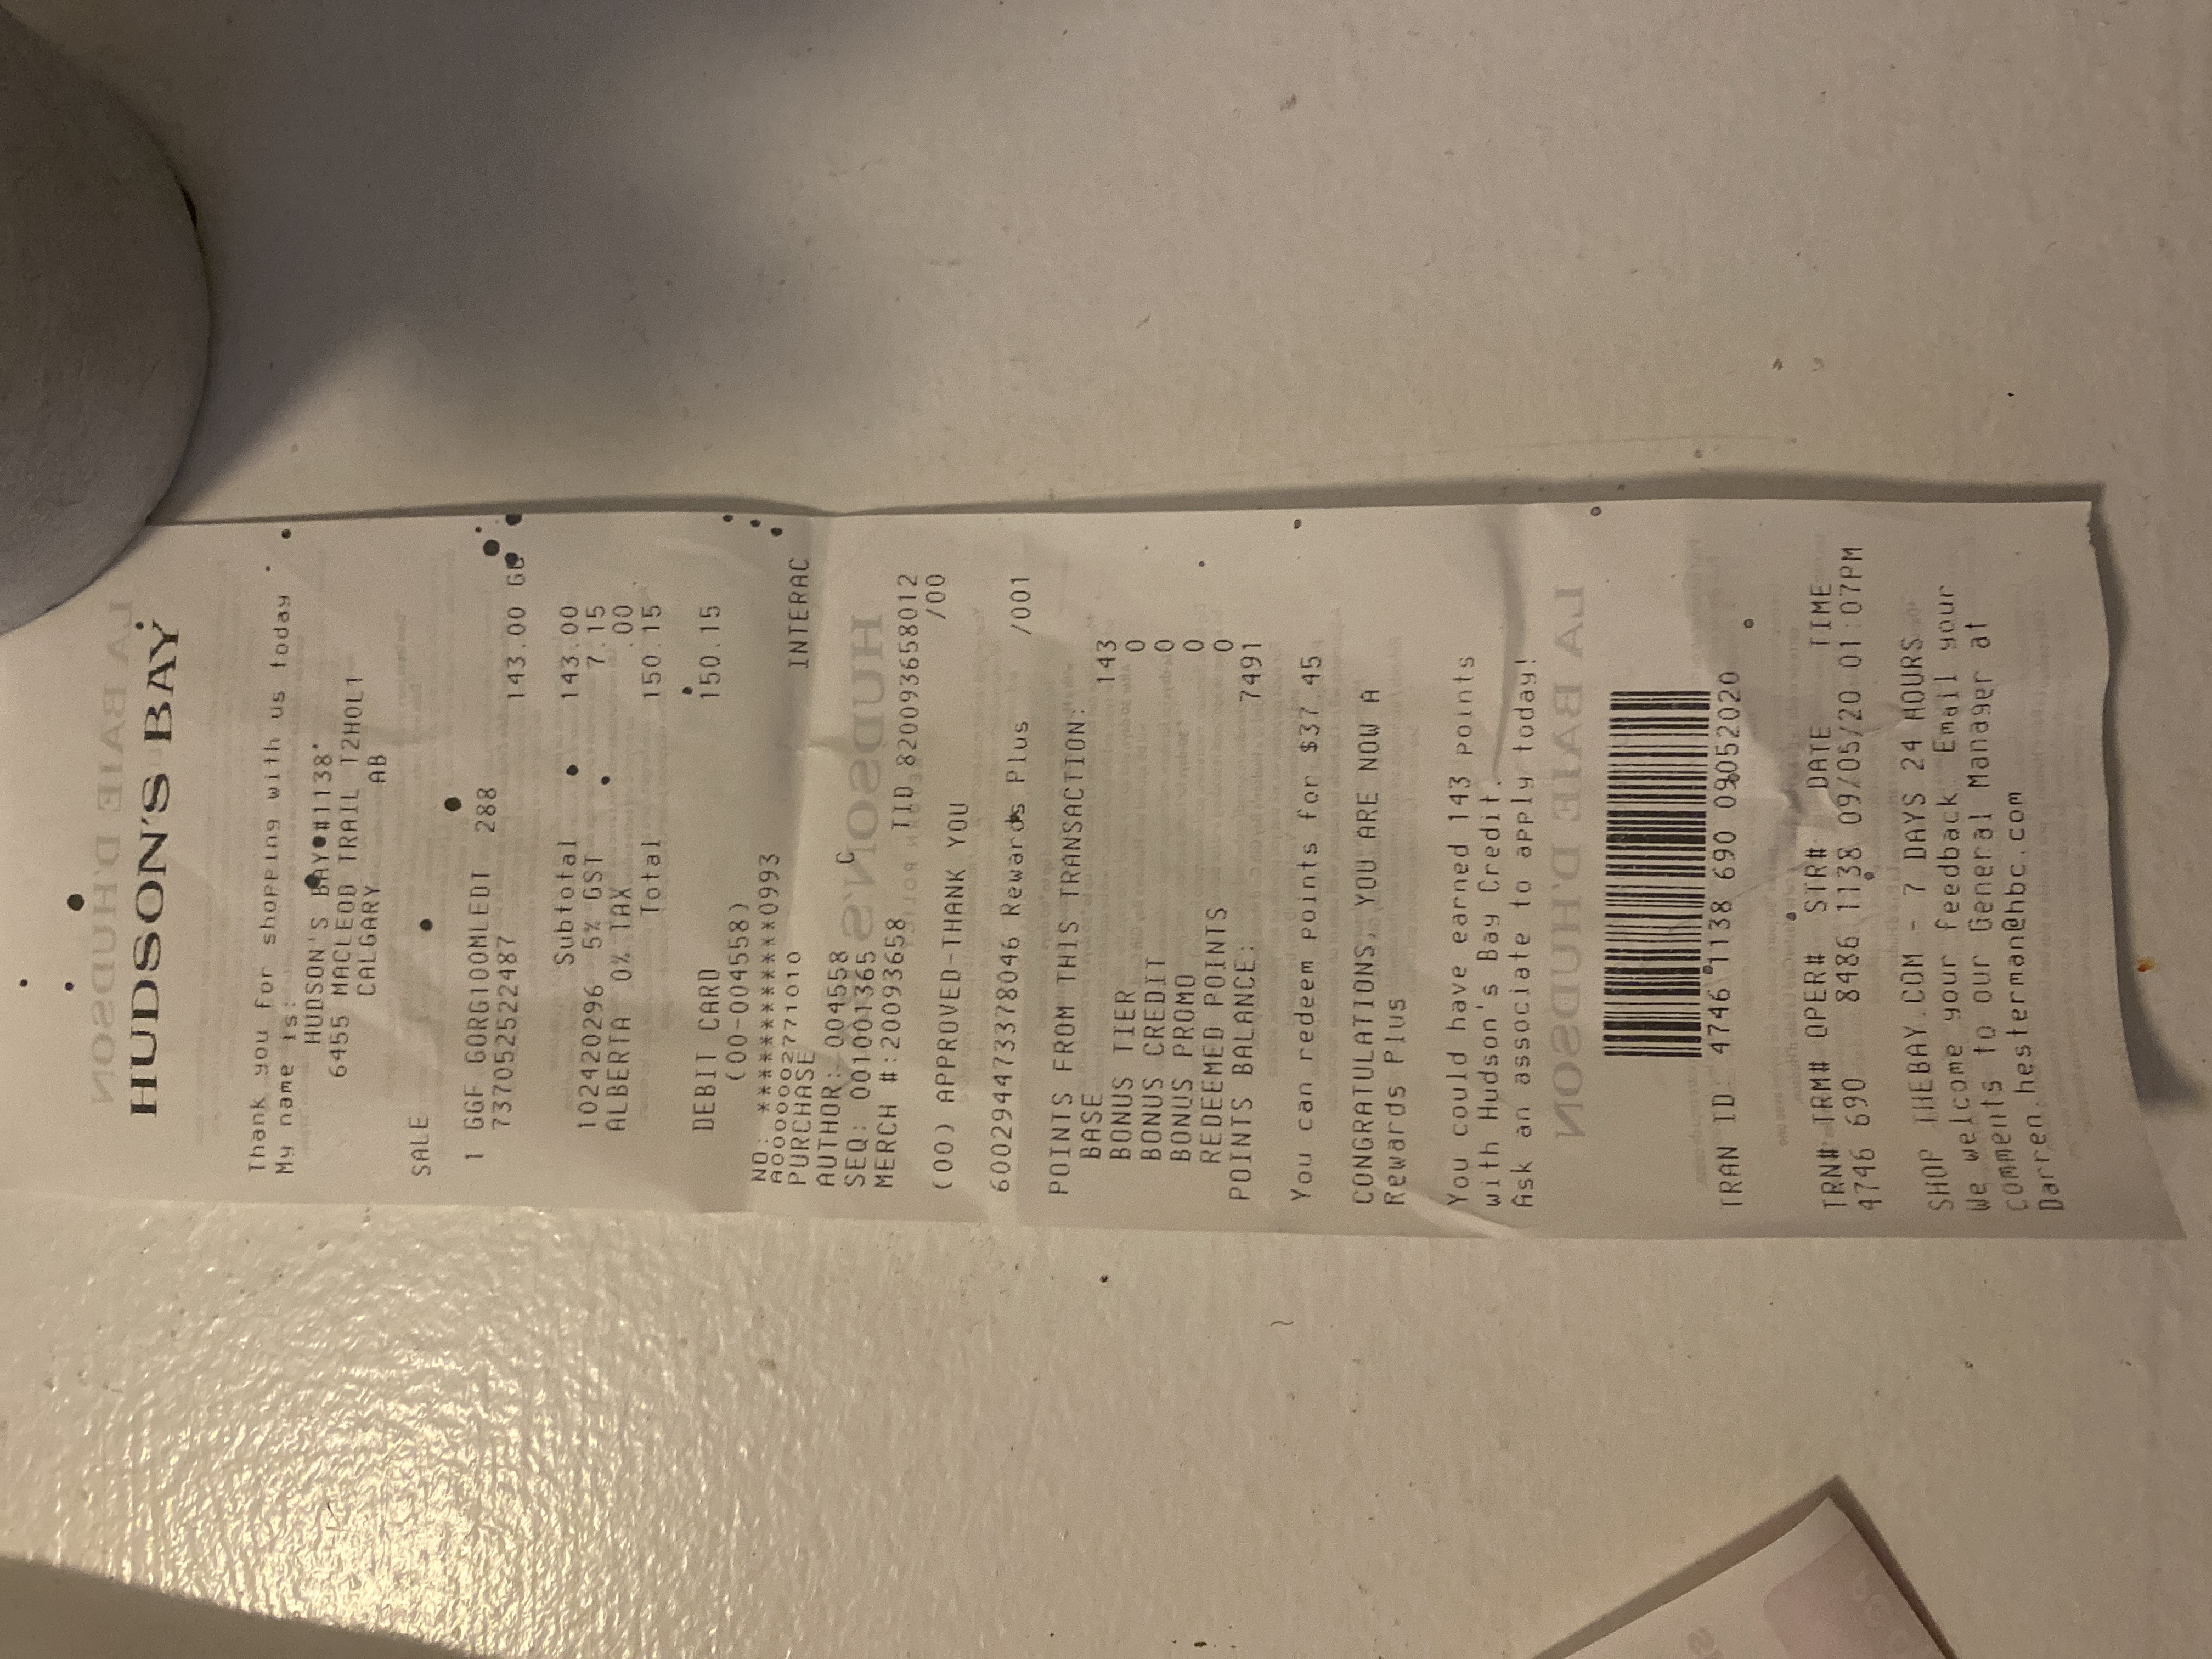 LA BAIE D'HUDSON
HUDSON'S BAY
Thank you for shopping with us today
My name is:
HUDSON'S BAY #1138
6455 MACLEOD TRAIL T2H0L1
CALGARY AB
SALE
1 GGF GORG100MLEDT 288
737052522487 143.00
Subtotal 143.00
102420296 5% GST 7.15
ALBERTA 0% TAX .00
Total 150.15
DEBIT CARD 150.15
(00-004558)
NO: ************0993
A0000002771010 INTERAC
PURCHASE
AUTHOR: 004558 C
HUDSON'S
SEQ: 001001365
MERCH #:20093658 TID 820093658012
RETURN POLICY
/00
(00) APPROVED-THANK YOU
600294473378046 Rewards Plus /001
POINTS FROM THIS TRANSACTION:
BASE 143
BONUS TIER 0
BONUS CREDIT 0
BONUS PROMO 0
REDEEMED POINTS 0
POINTS BALANCE: 7491
You can redeem points for $37.45
CONGRATULATIONS, YOU ARE NOW A
Rewards Plus
You could have earned 143 points
with Hudson's Bay Credit.
Ask an associate to apply today!
LA BAIE D'HUDSON
TRAN ID: 4746 1138 690 09052020
TRN# TRM# OPER# STR# DATE TIME
4746 690 8486 1138 09/05/20 01:07PM
SHOP THEBAY.COM - 7 DAYS 24 HOURS
We welcome your feedback. Email your
comments to our General Manager at
Darren.hesterman@hbc.com